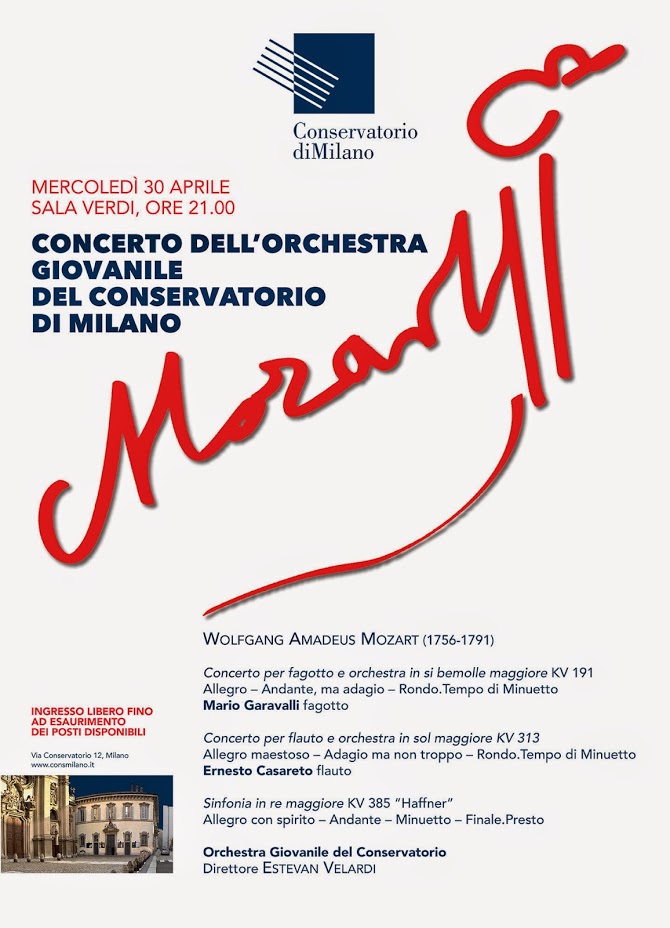 Conservatorio
diMilano
MERCOLEDÌ 30 APRILE
SALA VERDI, ORE 21.00
CONCERTO DELL'ORCHESTRA
GIOVANILE
DEL CONSERVATORIO
DI MILANO
Mozart
WOLFGANG AMADEUS MOZART (1756-1791)
Concerto per fagotto e orchestra in si bemolle maggiore KV 191
Allegro – Andante, ma adagio – Rondo.Tempo di Minuetto
Mario Garavalli fagotto
Concerto per flauto e orchestra in sol maggiore KV 313
Allegro maestoso – Adagio ma non troppo – Rondo.Tempo di Minuetto
Ernesto Casareto flauto
Sinfonia in re maggiore KV 385 "Haffner"
Allegro con spirito – Andante – Minuetto – Finale.Presto
Orchestra Giovanile del Conservatorio
Direttore ESTEVAN VELARDI
INGRESSO LIBERO FINO
AD ESAURIMENTO
DEI POSTI DISPONIBILI
Via Conservatorio 12, Milano
www.consmilano.it